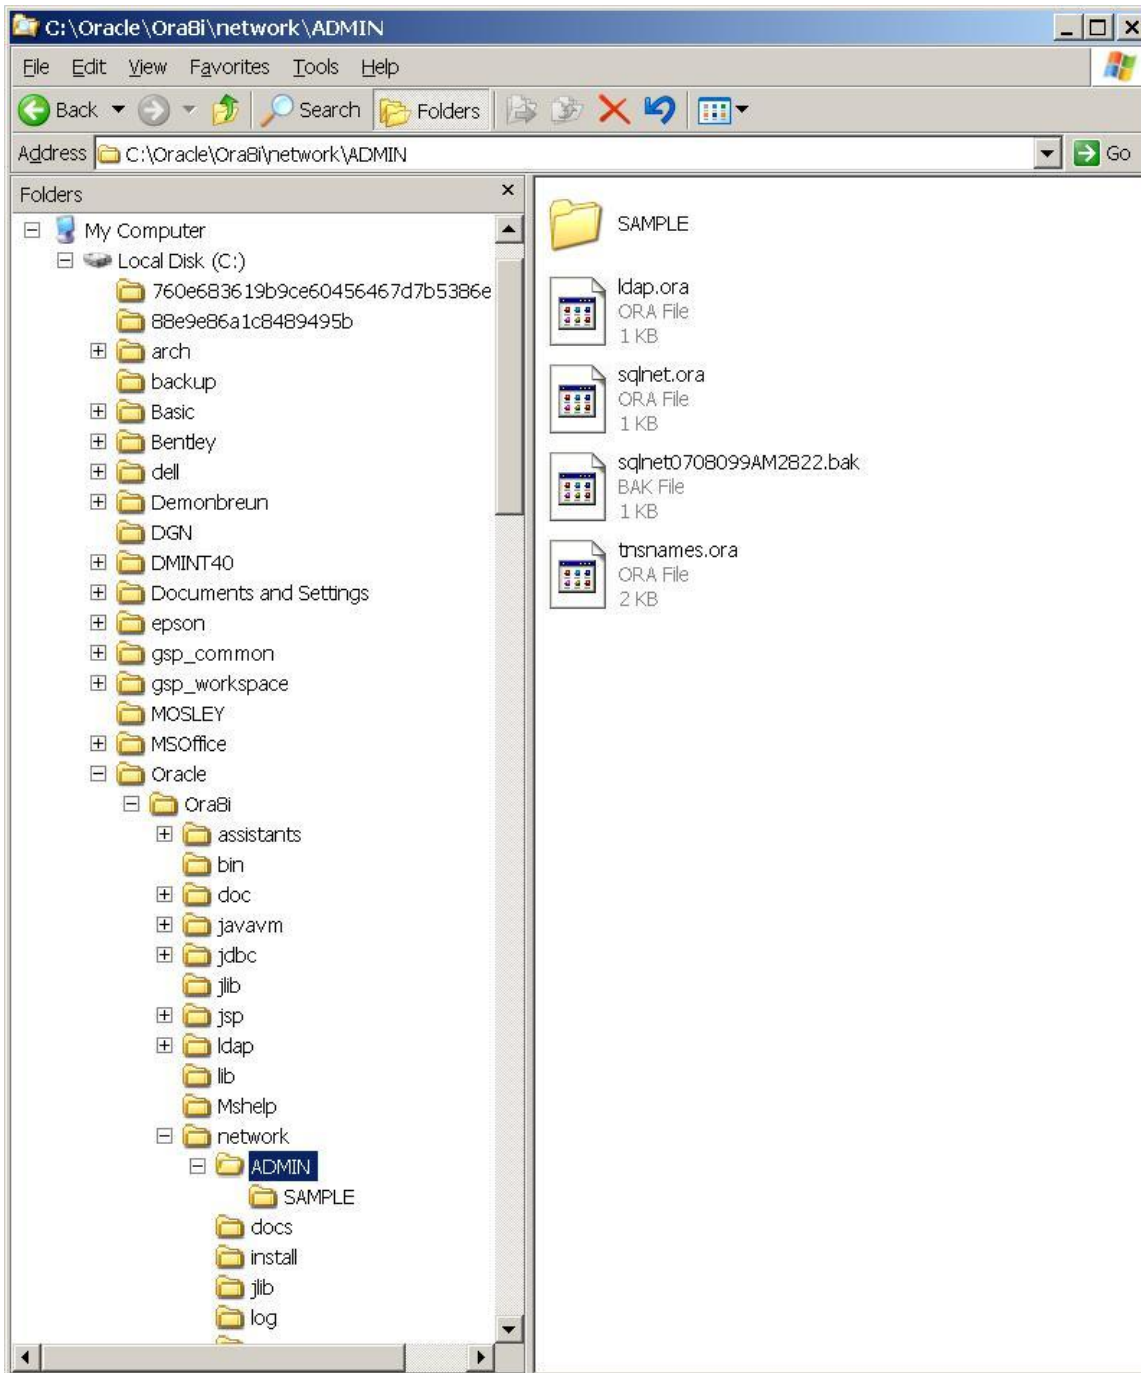 C:\Oracle\Ora8i\network\ADMIN
File Edit View Favorites Tools Help
Back Search Folders
Address C:\Oracle\Ora8i\network\ADMIN Go
Folders
My Computer
Local Disk (C:)
760e683619b9ce60456467d7b5386e
88e9e86a1c8489495b
arch
backup
Basic
Bentley
dell
Demonbreun
DGN
DMINT40
Documents and Settings
epson
gsp_common
gsp_workspace
MOSLEY
MSOffice
Oracle
Ora8i
assistants
bin
doc
javavm
jdbc
jlib
jsp
ldap
lib
Mshelp
network
ADMIN
SAMPLE
docs
install
jlib
log
SAMPLE
ldap.ora
ORA File
1 KB
sqlnet.ora
ORA File
1 KB
sqlnet0708099AM2822.bak
BAK File
1 KB
tnsnames.ora
ORA File
2 KB